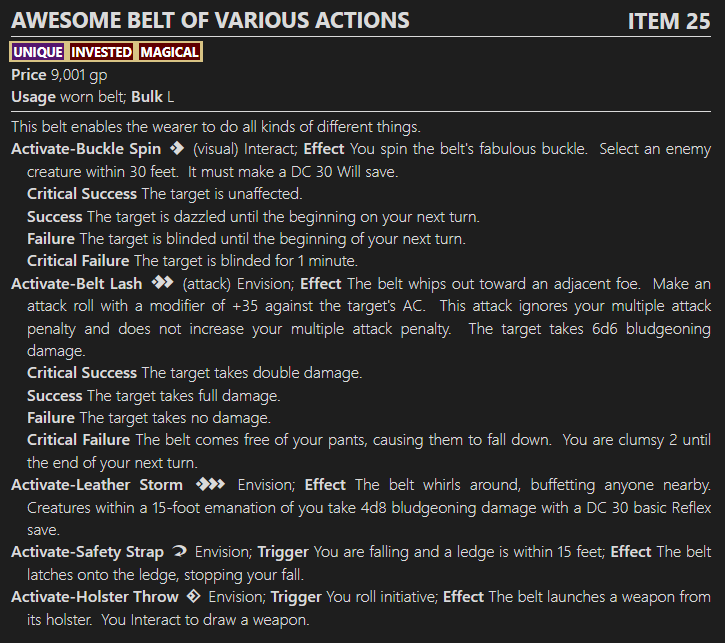 AWESOME BELT OF VARIOUS ACTIONS ITEM 25
UNIQUE INVESTED MAGICAL
Price 9,001 gp
Usage worn belt; Bulk L
This belt enables the wearer to do all kinds of different things.
Activate-Buckle Spin (visual) Interact; Effect You spin the belt's fabulous buckle. Select an enemy
creature within 30 feet. It must make a DC 30 Will save.
Critical Success The target is unaffected.
Success The target is dazzled until the beginning on your next turn.
Failure The target is blinded until the beginning of your next turn.
Critical Failure The target is blinded for 1 minute.
Activate-Belt Lash (attack) Envision; Effect The belt whips out toward an adjacent foe. Make an
attack roll with a modifier of +35 against the target's AC. This attack ignores your multiple attack
penalty and does not increase your multiple attack penalty. The target takes 6d6 bludgeoning
damage.
Critical Success The target takes double damage.
Success The target takes full damage.
Failure The target takes no damage.
Critical Failure The belt comes free of your pants, causing them to fall down. You are clumsy 2 until
the end of your next turn.
Activate-Leather Storm Envision; Effect The belt whirls around, buffetting anyone nearby.
Creatures within a 15-foot emanation of you take 4d8 bludgeoning damage with a DC 30 basic Reflex
save.
Activate-Safety Strap Envision; Trigger You are falling and a ledge is within 15 feet; Effect The belt
latches onto the ledge, stopping your fall.
Activate-Holster Throw Envision; Trigger You roll initiative; Effect The belt launches a weapon from
its holster. You Interact to draw a weapon.